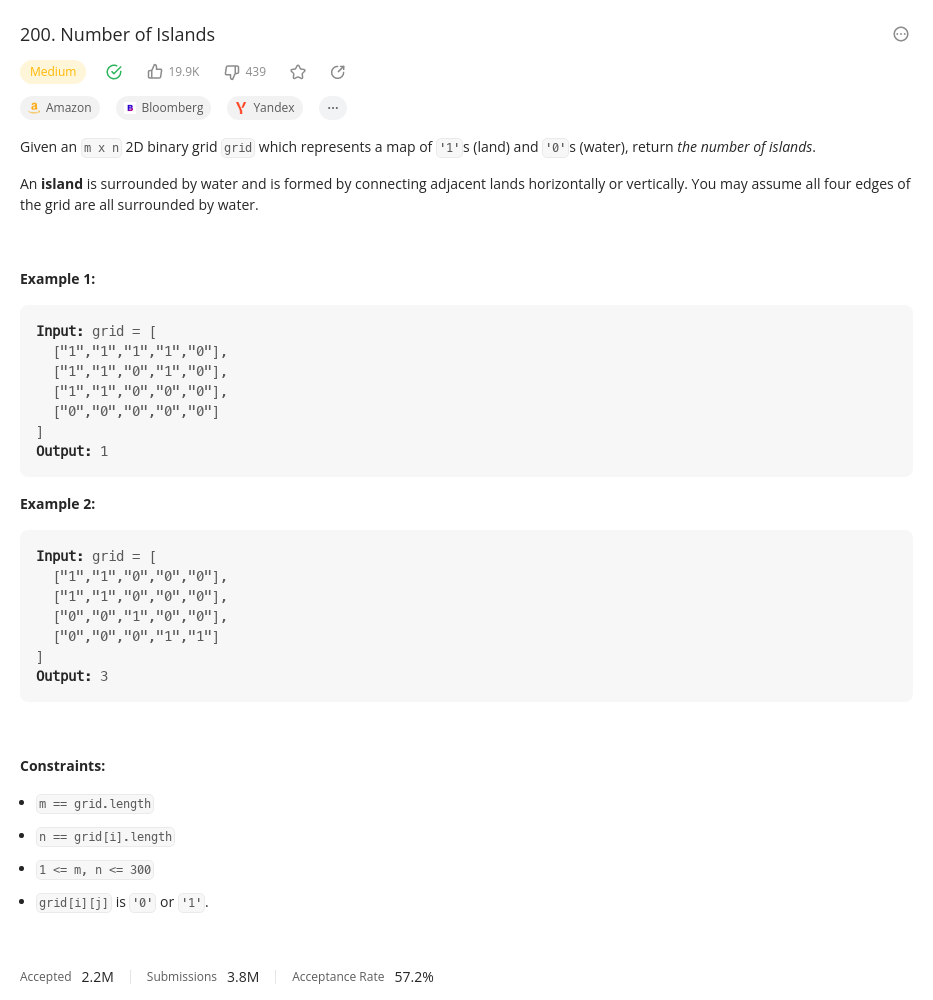 200. Number of Islands
Medium 19.9K 439
Amazon Bloomberg Yandex ...
Given an m x n 2D binary grid grid which represents a map of '1's (land) and '0's (water), return the number of islands.
An island is surrounded by water and is formed by connecting adjacent lands horizontally or vertically. You may assume all four edges of
the grid are all surrounded by water.
Example 1:
Input: grid = [
  ["1","1","1","1","0"],
  ["1","1","0","1","0"],
  ["1","1","0","0","0"],
  ["0","0","0","0","0"]
]
Output: 1
Example 2:
Input: grid = [
  ["1","1","0","0","0"],
  ["1","1","0","0","0"],
  ["0","0","1","0","0"],
  ["0","0","0","1","1"]
]
Output: 3
Constraints:
• m == grid.length
• n == grid[i].length
• 1 <= m, n <= 300
• grid[i][j] is '0' or '1'.
Accepted 2.2M Submissions 3.8M Acceptance Rate 57.2%